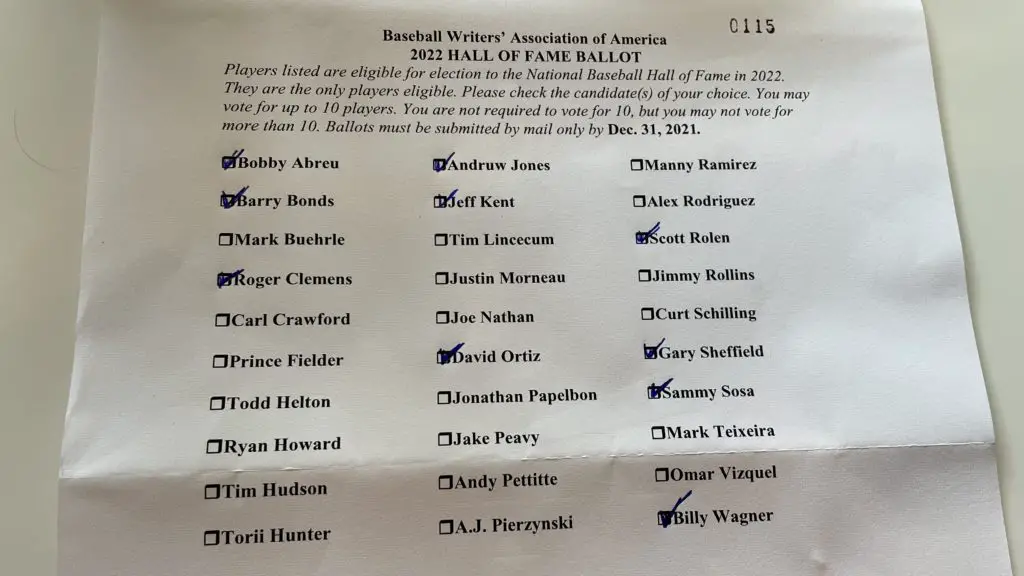 0115
Baseball Writers' Association of America
2022 HALL OF FAME BALLOT
Players listed are eligible for election to the National Baseball Hall of Fame in 2022.
They are the only players eligible. Please check the candidate(s) of your choice. You may
vote for up to 10 players. You are not required to vote for 10, but you may not vote for
more than 10. Ballots must be submitted by mail only by Dec. 31, 2021.
Bobby Abreu
Barry Bonds
Mark Buehrle
Roger Clemens
Carl Crawford
Prince Fielder
Todd Helton
Ryan Howard
Tim Hudson
Torii Hunter
Andruw Jones
Jeff Kent
Tim Lincecum
Justin Morneau
Joe Nathan
David Ortiz
Jonathan Papelbon
Jake Peavy
Andy Pettitte
A.J. Pierzynski
Manny Ramirez
Alex Rodriguez
Scott Rolen
Jimmy Rollins
Curt Schilling
Gary Sheffield
Sammy Sosa
Mark Teixeira
Omar Vizquel
Billy Wagner